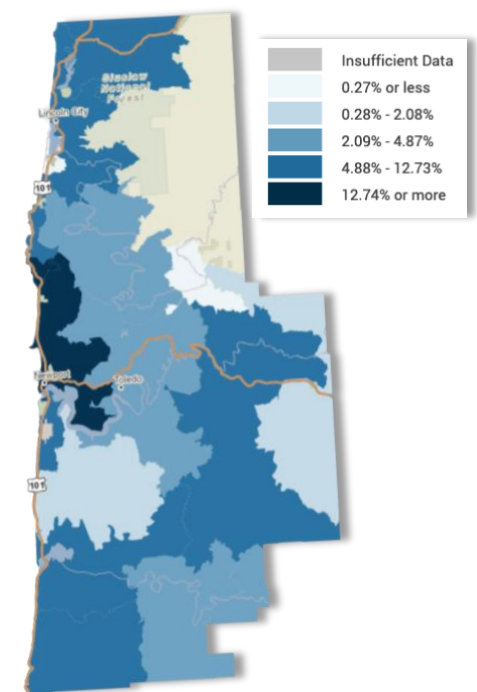 Siuslaw
National
Forest
Lincoln City
101
Newport
Toledo
101
Insufficient Data
0.27% or less
0.28% - 2.08%
2.09% - 4.87%
4.88% - 12.73%
12.74% or more